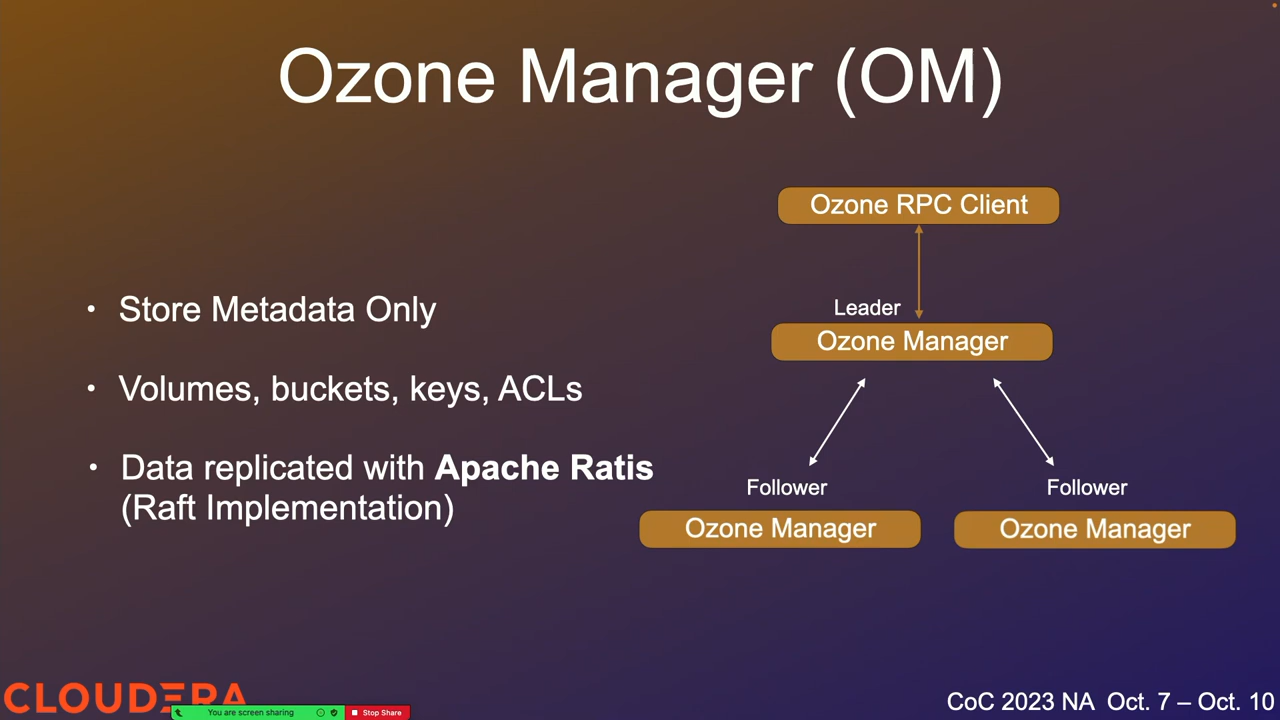 Ozone Manager (OM)
Ozone RPC Client
Leader
Ozone Manager
• Store Metadata Only
• Volumes, buckets, keys, ACLs
• Data replicated with Apache Ratis
(Raft Implementation)
Follower
Follower
Ozone Manager
Ozone Manager
CLOUDERA
You are screen sharing
Stop Share
CoC 2023 NA Oct. 7 – Oct. 10